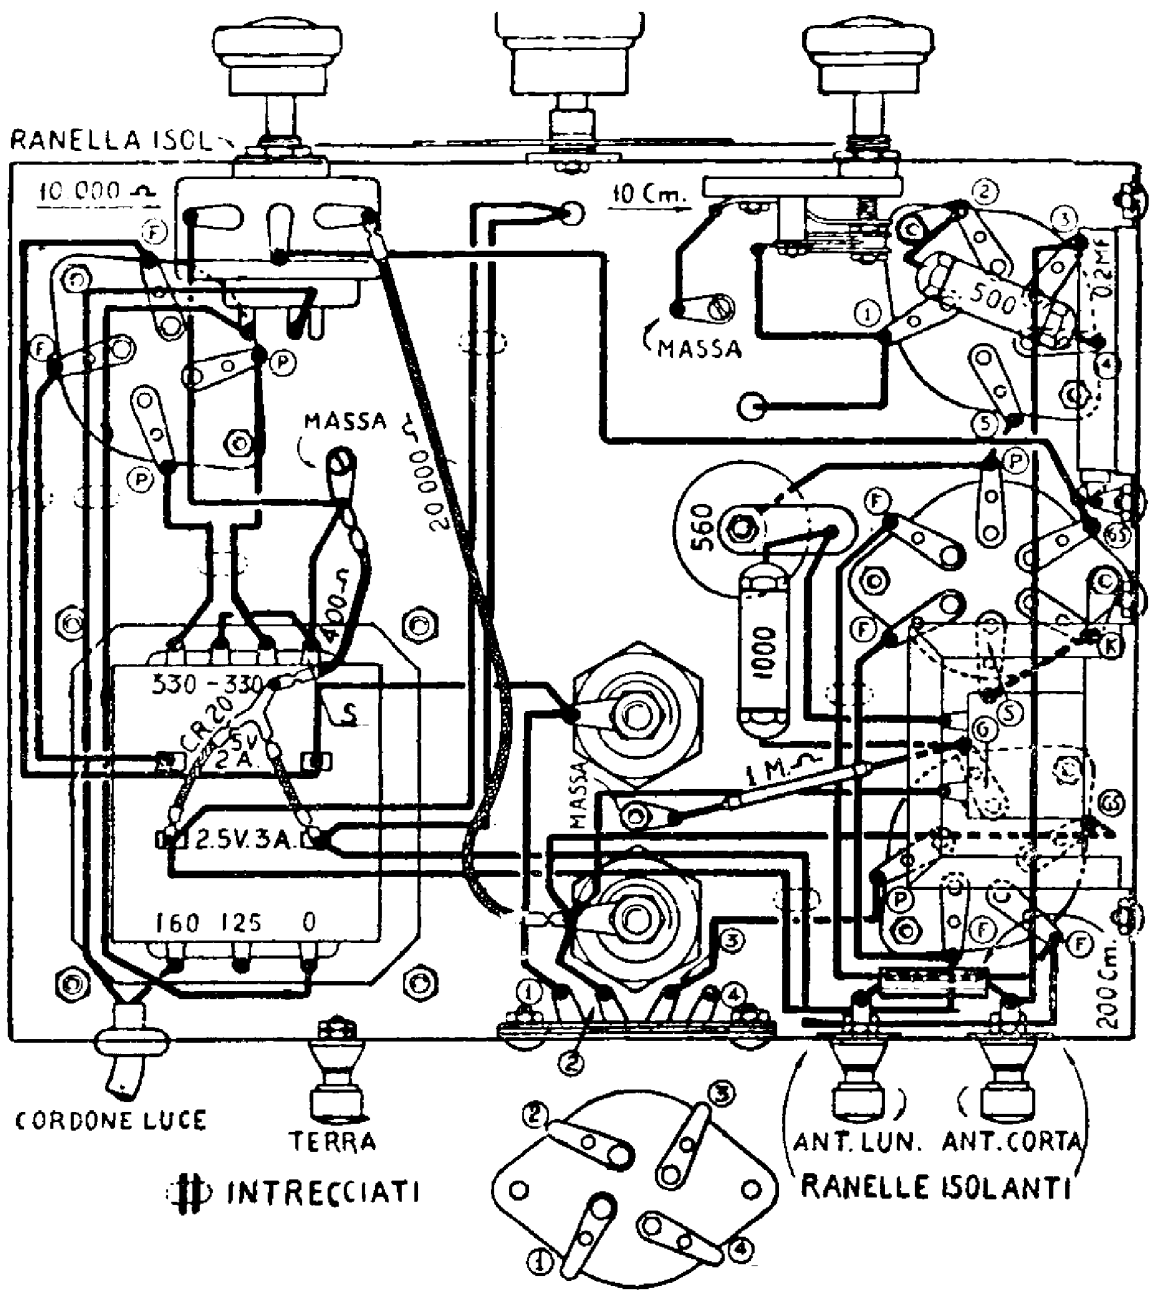 RANELLA ISOL
10 000 Ω
10 Cm.
2
3
F
C
0.2 MF
F
500
1
MASSA
4
F
P
5
MASSA
20 000 Ω
P
P
560
F
GS
400 Ω
1000
F
K
530 - 330
CR 20
S
S
5V
2A.
G
1 M. Ω
C
MASSA
G3
2.5V. 3A.
P
C
160 125 0
F
F
3
1
4
200 Cm.
2
CORDONE LUCE
TERRA
ANT. LUN.
ANT. CORTA
INTRECCIATI
RANELLE ISOLANTI
2
3
1
4